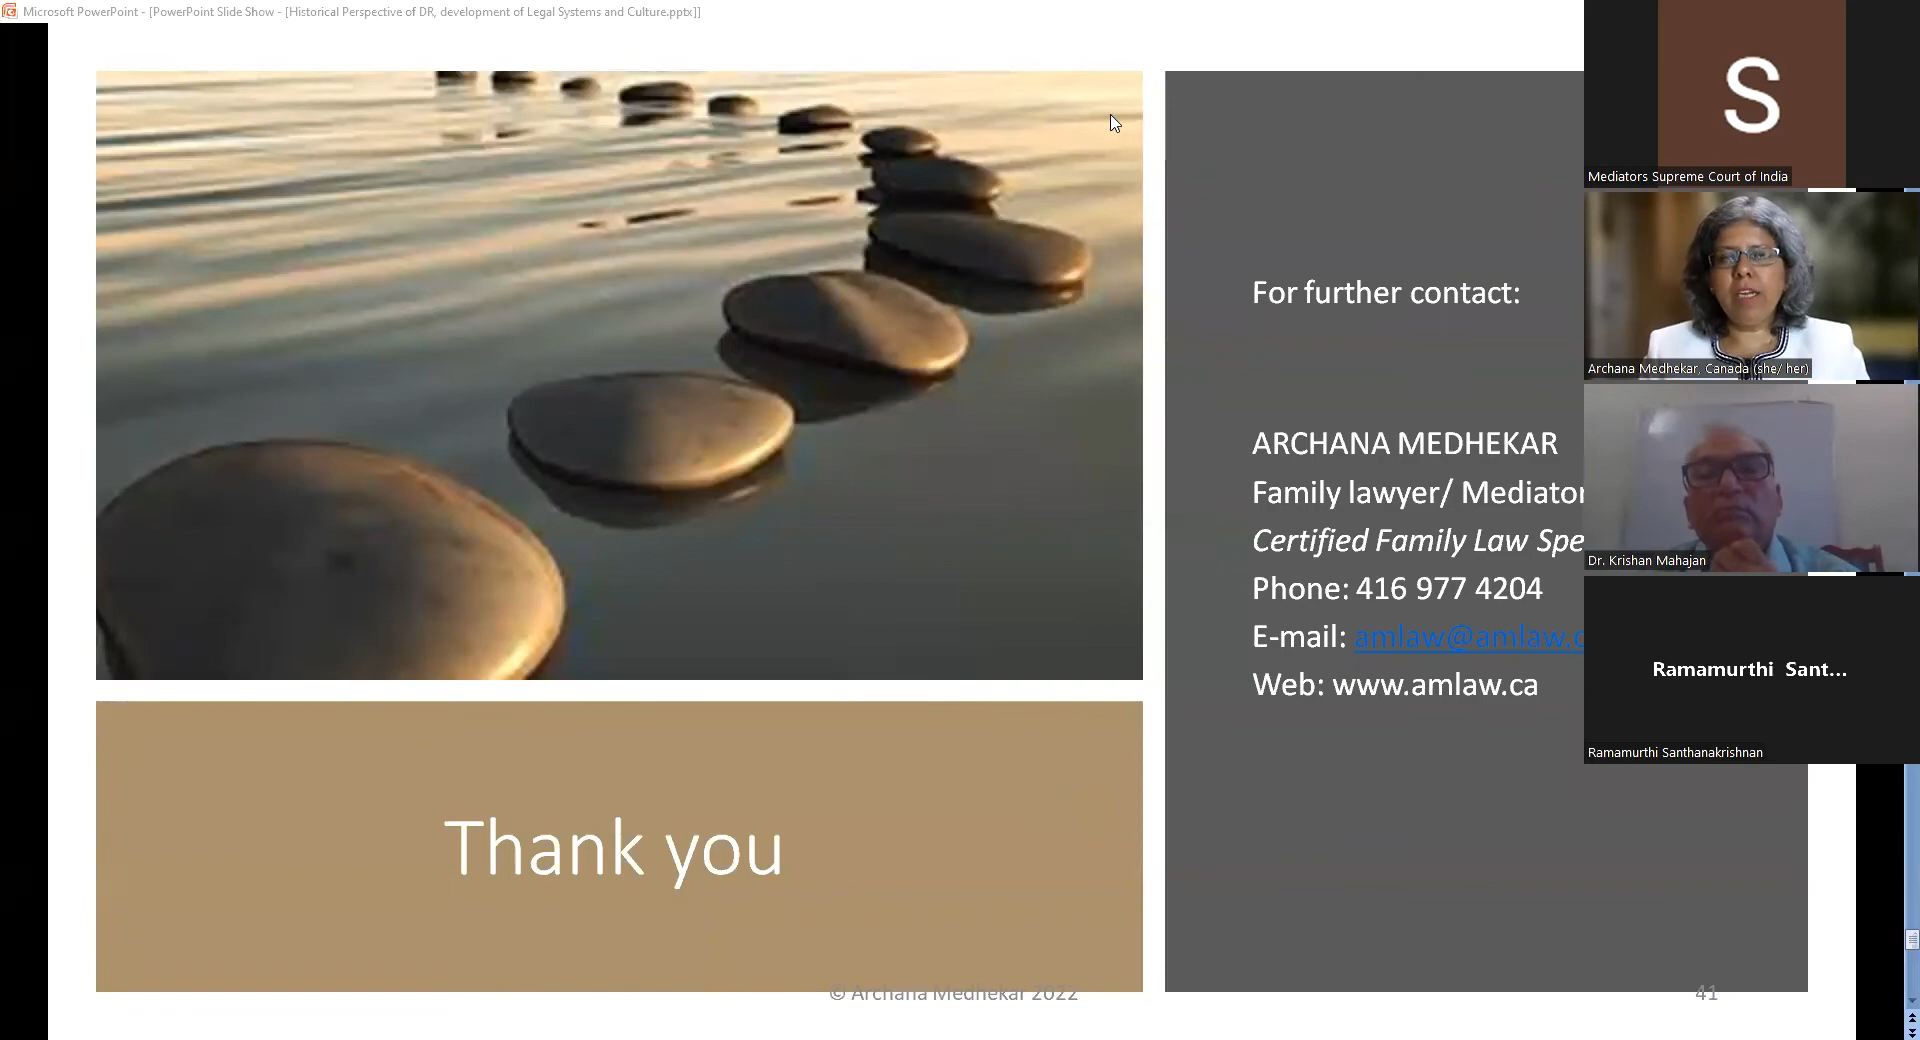 Microsoft PowerPoint - [PowerPoint Slide Show - [Historical Perspective of DR, development of Legal Systems and Culture.pptx]]
For further contact:
ARCHANA MEDHEKAR
Family lawyer/ Mediator
Certified Family Law Spe
Phone: 416 977 4204
E-mail: amlaw@amlaw.c
Web: www.amlaw.ca
Thank you
© Archana Medhekar 2022
41
S
Mediators Supreme Court of India
Archana Medhekar, Canada (she/ her)
Dr. Krishan Mahajan
Ramamurthi Sant...
Ramamurthi Santhanakrishnan